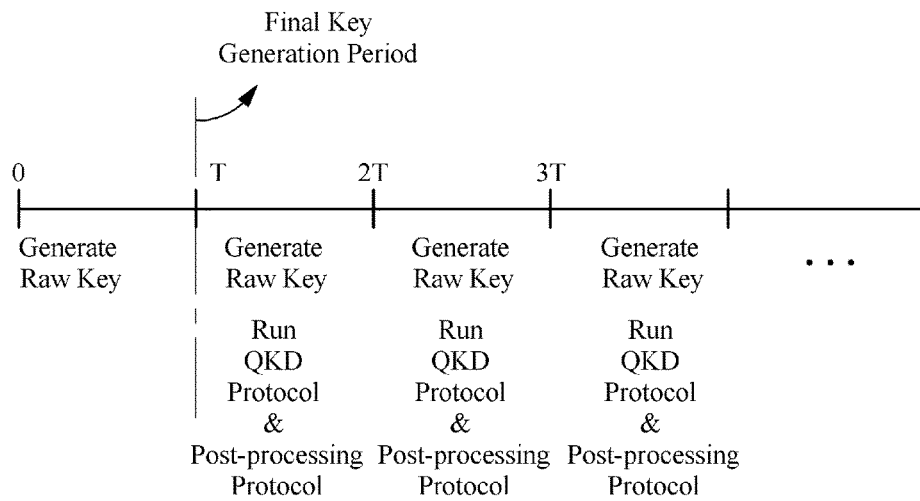 Final Key
Generation Period
0 T 2T 3T
Generate Generate Generate Generate
Raw Key Raw Key Raw Key Raw Key
...
Run Run Run
QKD QKD QKD
Protocol Protocol Protocol
& & &
Post-processing Post-processing Post-processing
Protocol Protocol Protocol